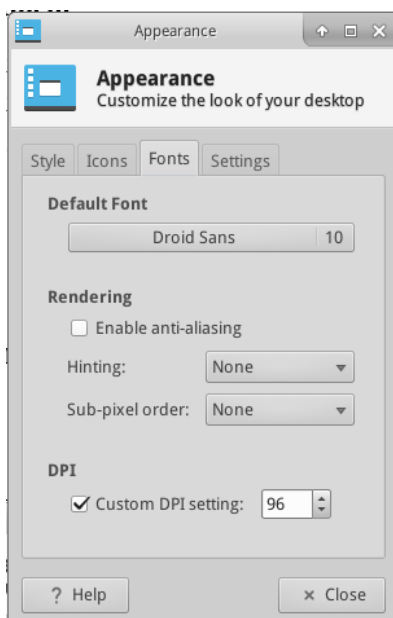 Appearance
Appearance
Customize the look of your desktop
Style Icons Fonts Settings
Default Font
Droid Sans 10
Rendering
Enable anti-aliasing
Hinting: None
Sub-pixel order: None
DPI
Custom DPI setting: 96
? Help × Close